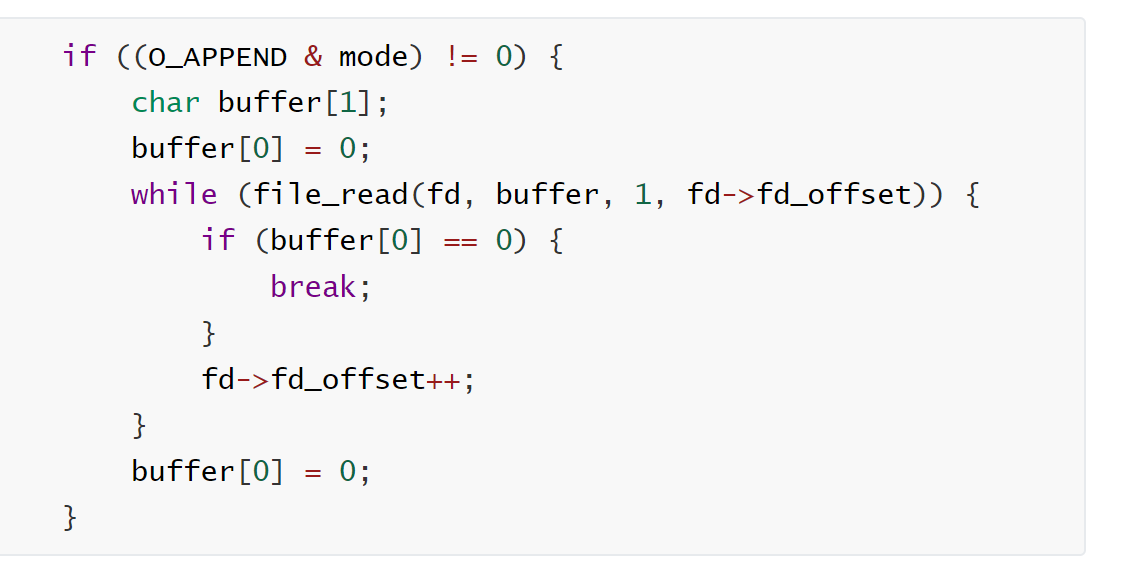 if ((O_APPEND & mode) != 0) {
    char buffer[1];
    buffer[0] = 0;
    while (file_read(fd, buffer, 1, fd->fd_offset)) {
        if (buffer[0] == 0) {
            break;
        }
        fd->fd_offset++;
    }
    buffer[0] = 0;
}